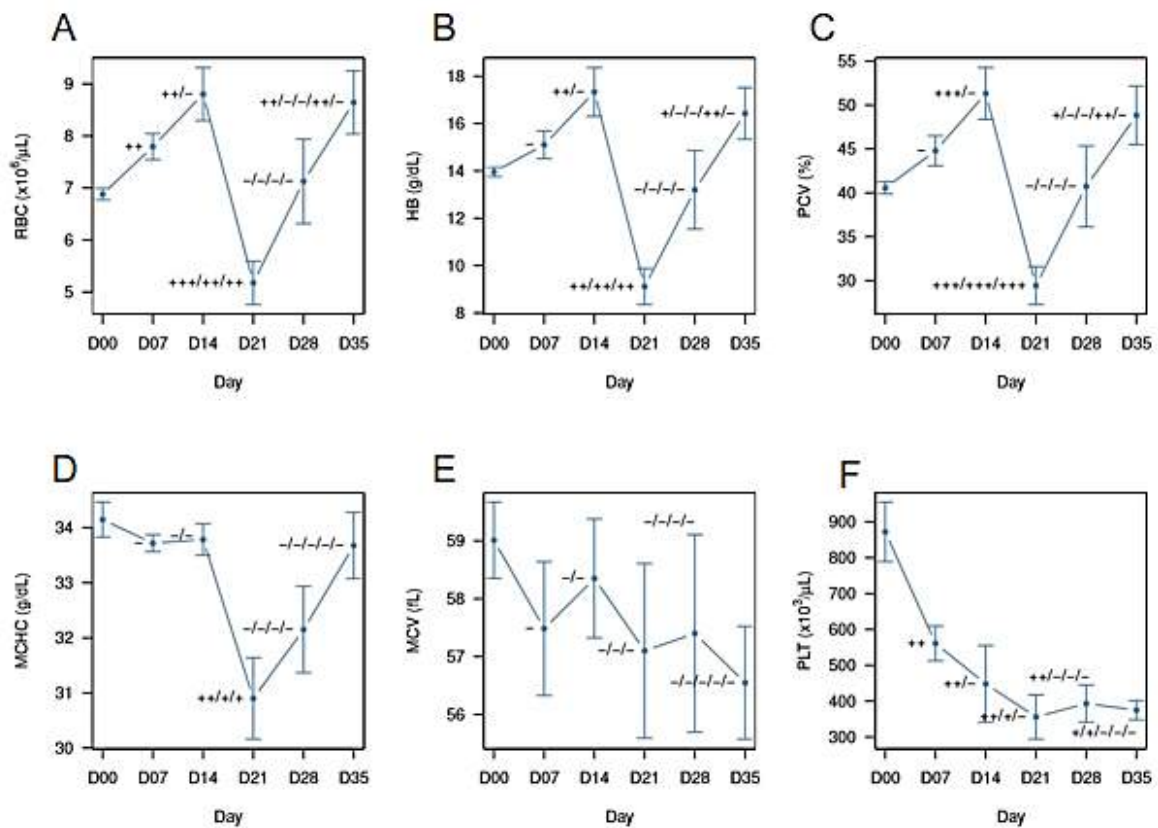 A
RBC (x10⁶/µL)
9
8
7
6
5
++
++/-
+++/++/++
-/-/-/-
++/-/-/++/-
D00 D07 D14 D21 D28 D35
Day
B
HB (g/dL)
18
16
14
12
10
8
-
++/-
++/++/++
-/-/-/-
+/-/-/++/-
D00 D07 D14 D21 D28 D35
Day
C
PCV (%)
55
50
45
40
35
30
-
+++/-
+++/+++/+++
-/-/-/-
+/-/-/++/-
D00 D07 D14 D21 D28 D35
Day
D
MCHC (g/dL)
34
33
32
31
30
-
-/-
++/+/+
-/-/-/-
-/-/-/-/-
D00 D07 D14 D21 D28 D35
Day
E
MCV (fL)
59
58
57
56
-
-/-
-/-/-
-/-/-/-
-/-/-/-/-
D00 D07 D14 D21 D28 D35
Day
F
PLT (x10³/µL)
900
800
700
600
500
400
300
++
++/-
++/+/-
++/-/-/-
+/+/-/-/-
D00 D07 D14 D21 D28 D35
Day